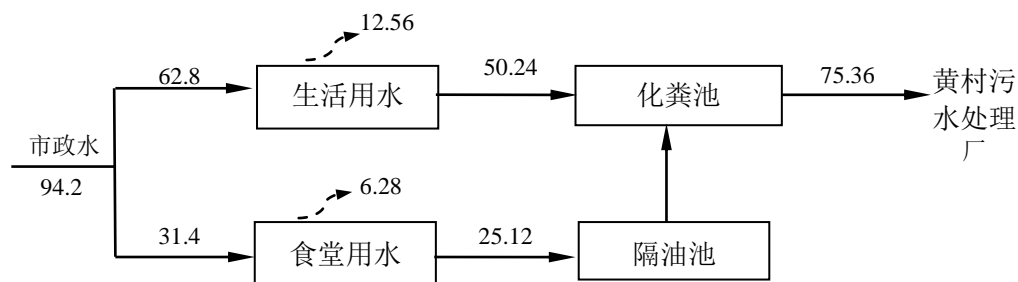 12.56
62.8
生活用水
50.24
化粪池
75.36
黄村污
水处理
厂
市政水
94.2
6.28
31.4
食堂用水
25.12
隔油池